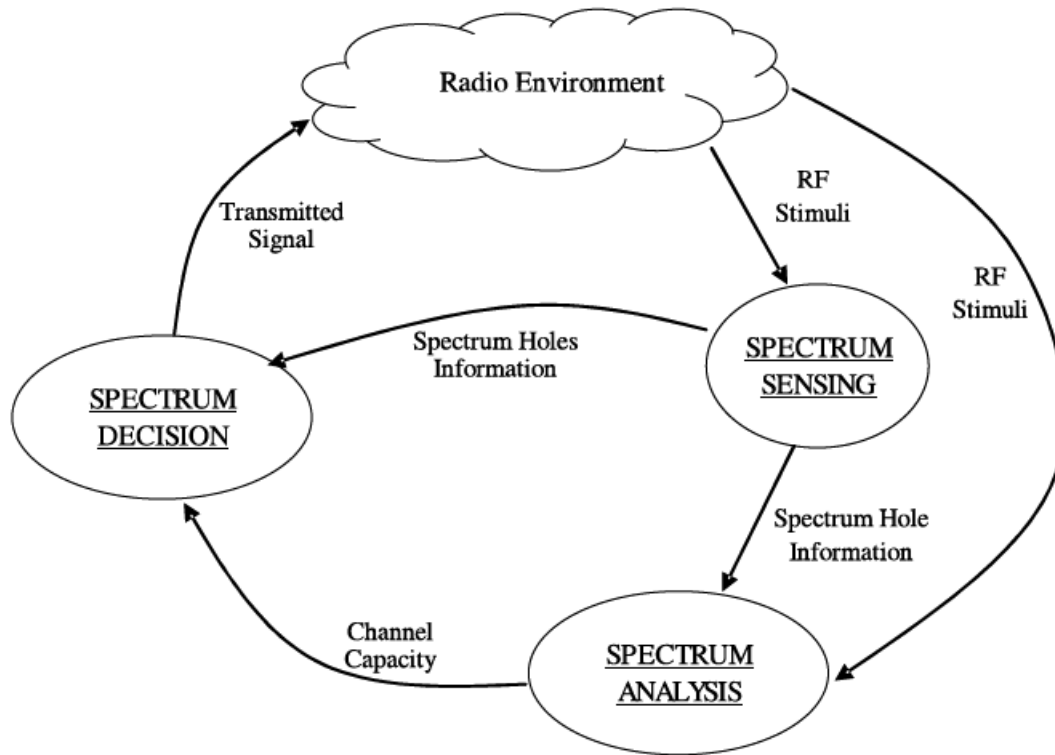 Radio Environment
RF
Stimuli
Transmitted
Signal
RF
Stimuli
Spectrum Holes
Information
SPECTRUM
SENSING
SPECTRUM
DECISION
Spectrum Hole
Information
Channel
Capacity
SPECTRUM
ANALYSIS